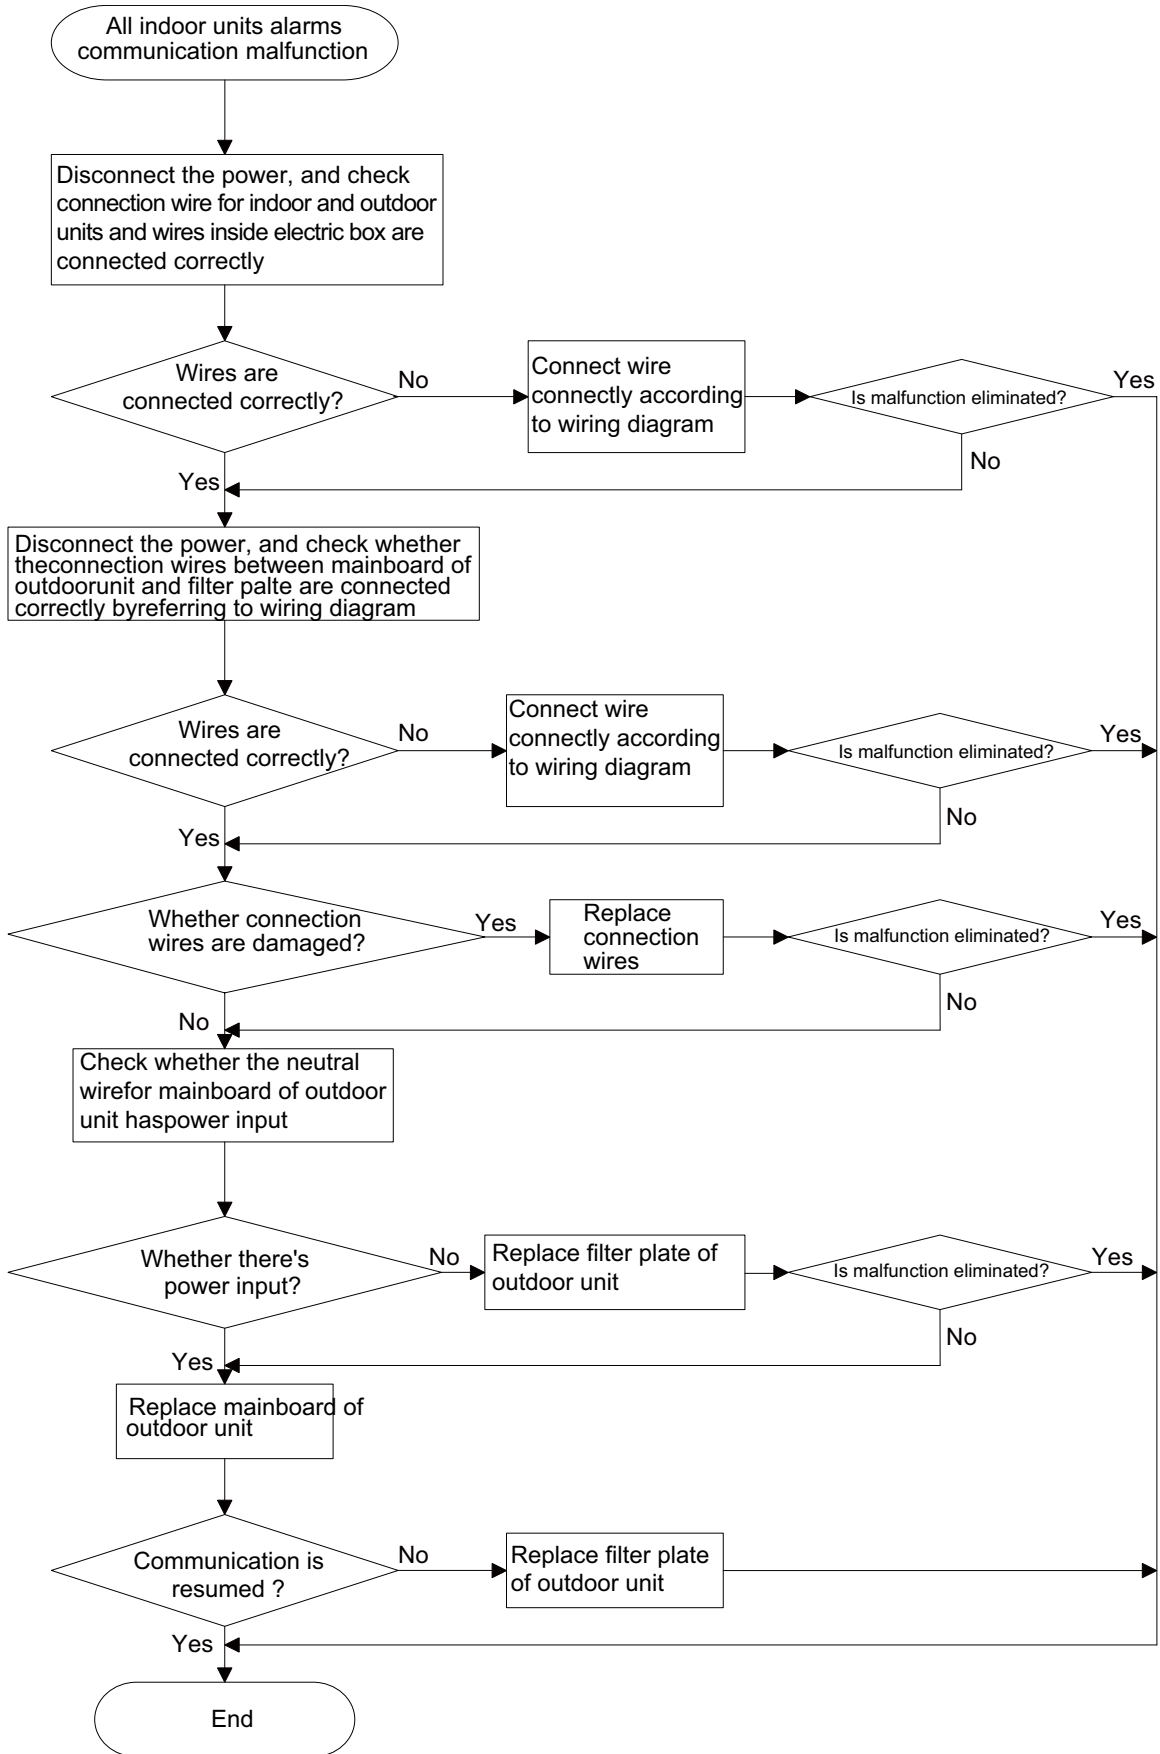 All indoor units alarms
communication malfunction
Disconnect the power, and check
connection wire for indoor and outdoor
units and wires inside electric box are
connected correctly
Wires are
connected correctly?
No
Connect wire
connectly according
to wiring diagram
Is malfunction eliminated?
Yes
No
Yes
Disconnect the power, and check whether
theconnection wires between mainboard of
outdoorunit and filter palte are connected
correctly byreferring to wiring diagram
Wires are
connected correctly?
No
Connect wire
connectly according
to wiring diagram
Is malfunction eliminated?
Yes
No
Yes
Whether connection
wires are damaged?
Yes
Replace
connection
wires
Is malfunction eliminated?
Yes
No
No
Check whether the neutral
wirefor mainboard of outdoor
unit haspower input
Whether there's
power input?
No
Replace filter plate of
outdoor unit
Is malfunction eliminated?
Yes
No
Yes
Replace mainboard of
outdoor unit
Communication is
resumed ?
No
Replace filter plate
of outdoor unit
Yes
End